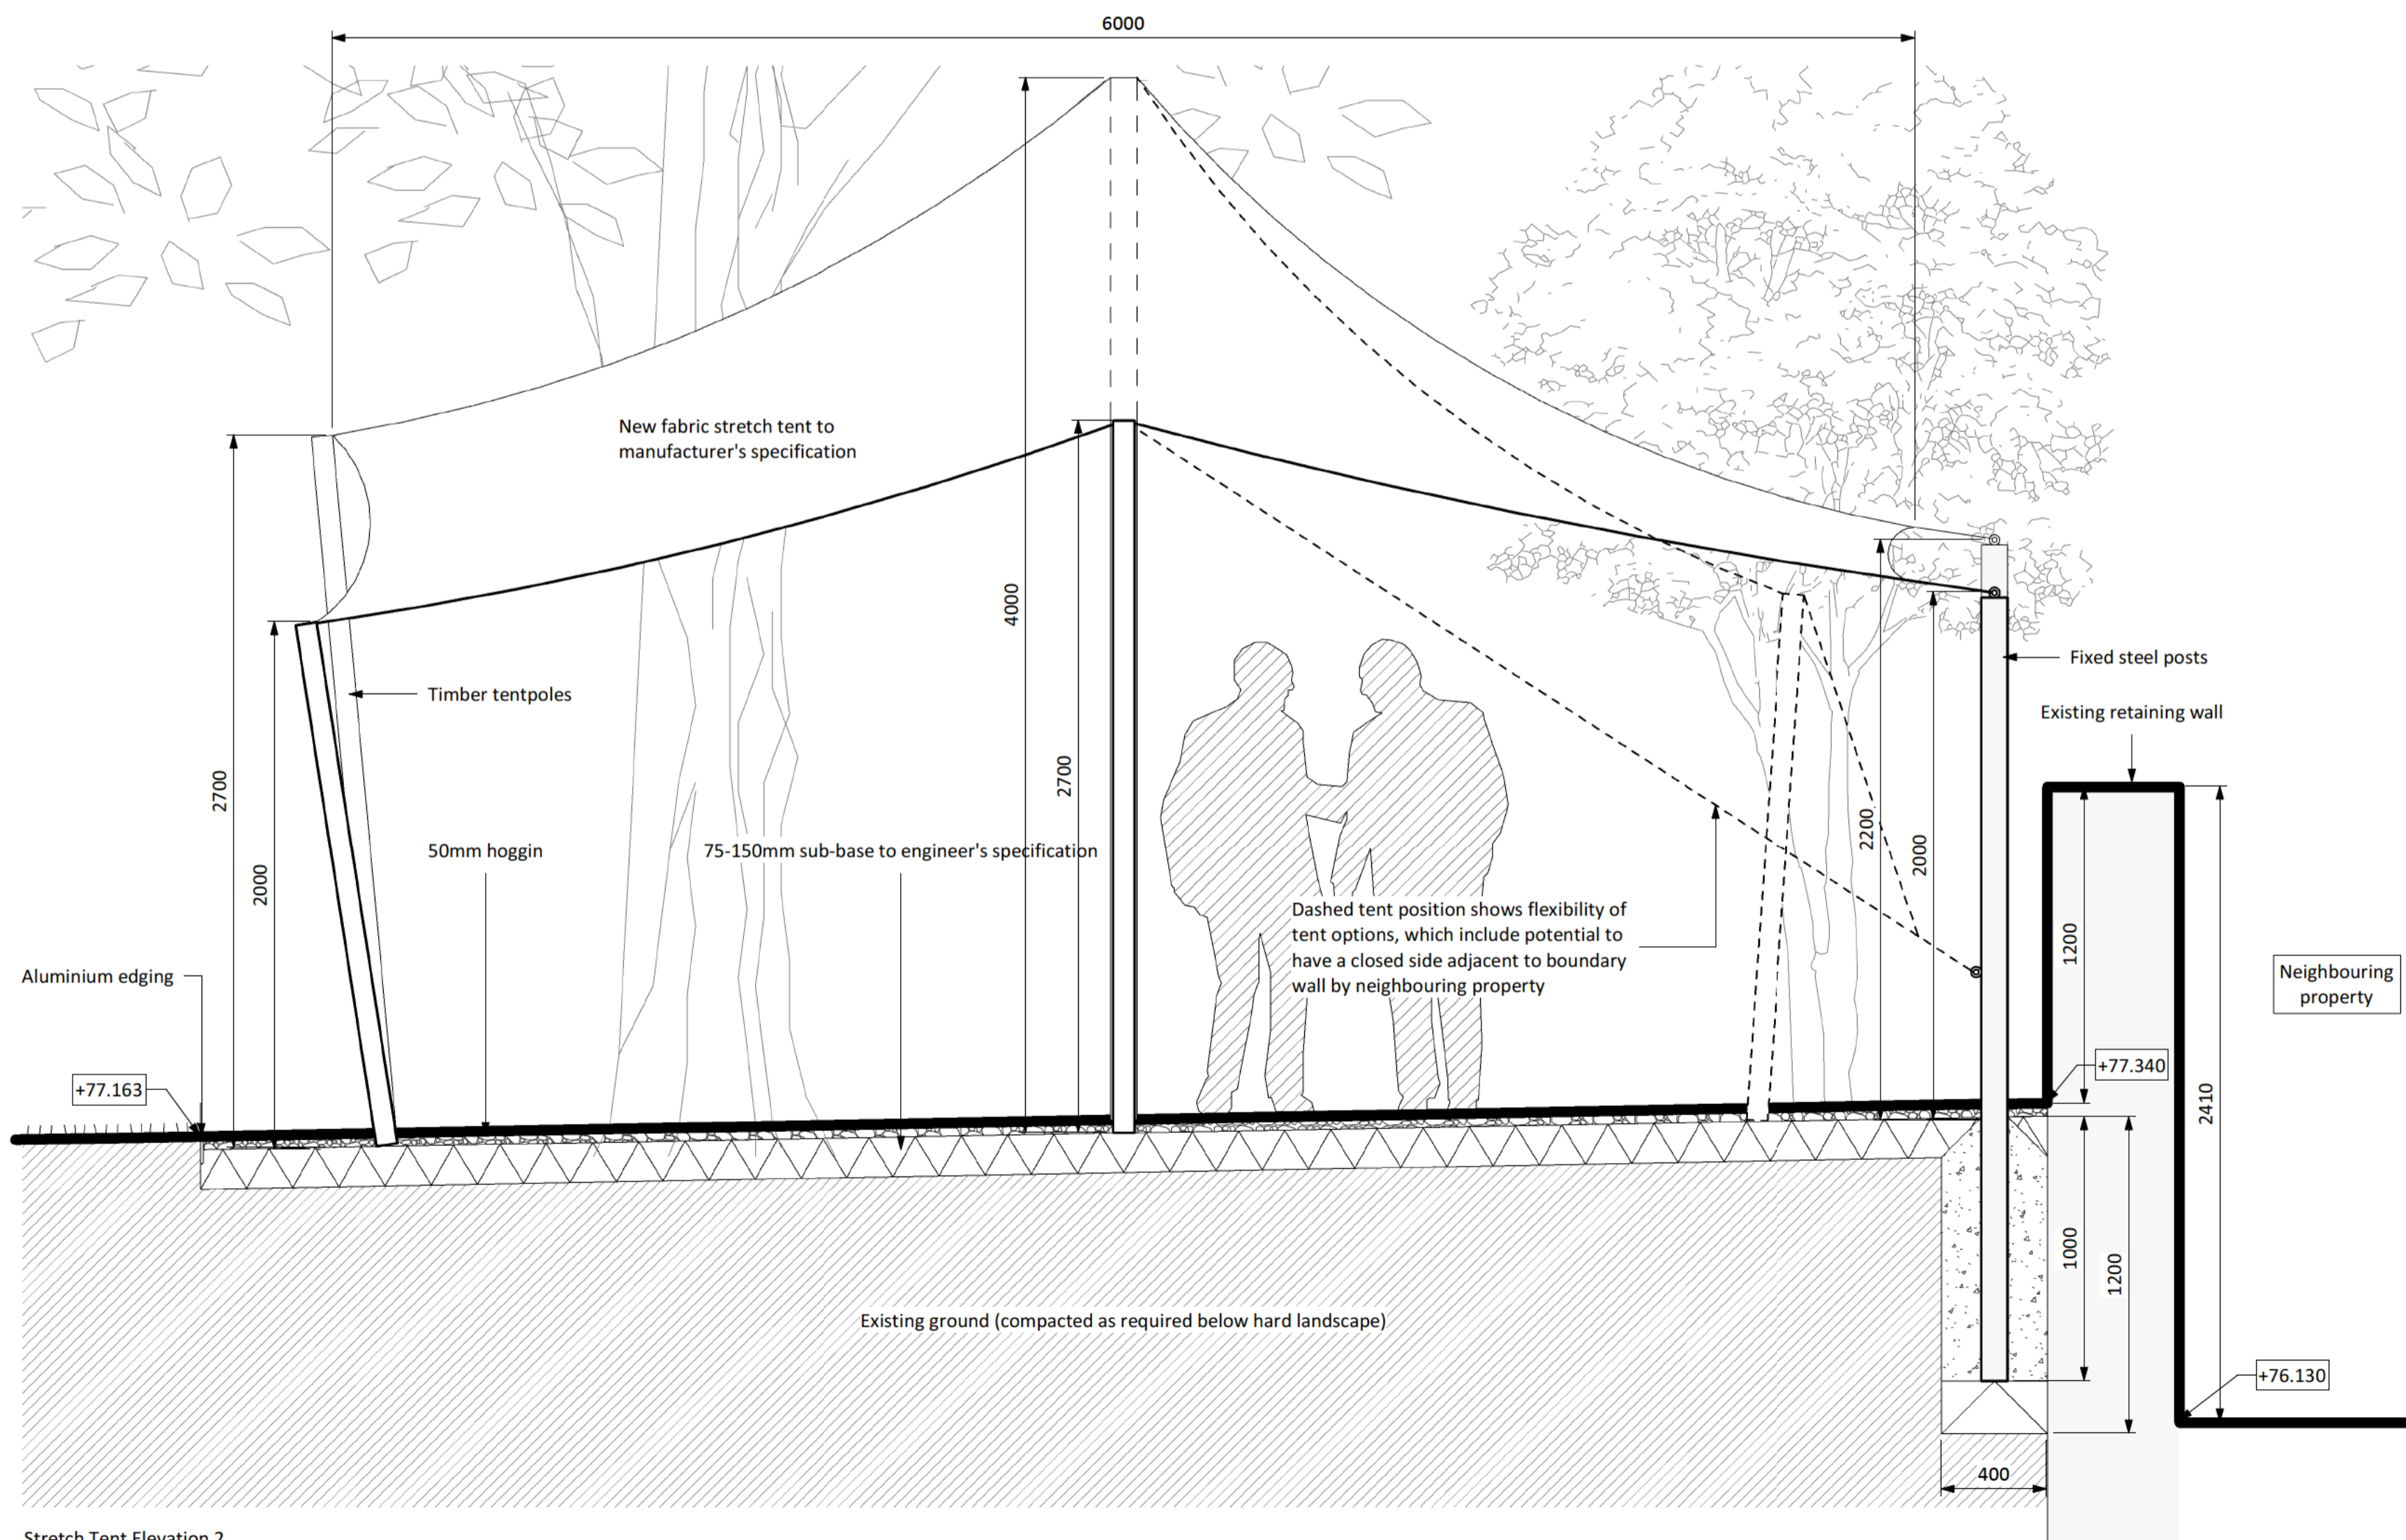 6000
New fabric stretch tent to
manufacturer's specification
4000
Fixed steel posts
Timber tentpoles
Existing retaining wall
2700
2700
50mm hoggin
75-150mm sub-base to engineer's specification
2000
2200
2000
Dashed tent position shows flexibility of
tent options, which include potential to
have a closed side adjacent to boundary
wall by neighbouring property
1200
Aluminium edging
Neighbouring
property
+77.163
+77.340
2410
1000
1200
Existing ground (compacted as required below hard landscape)
+76.130
400
Stretch Tent Elevation 2